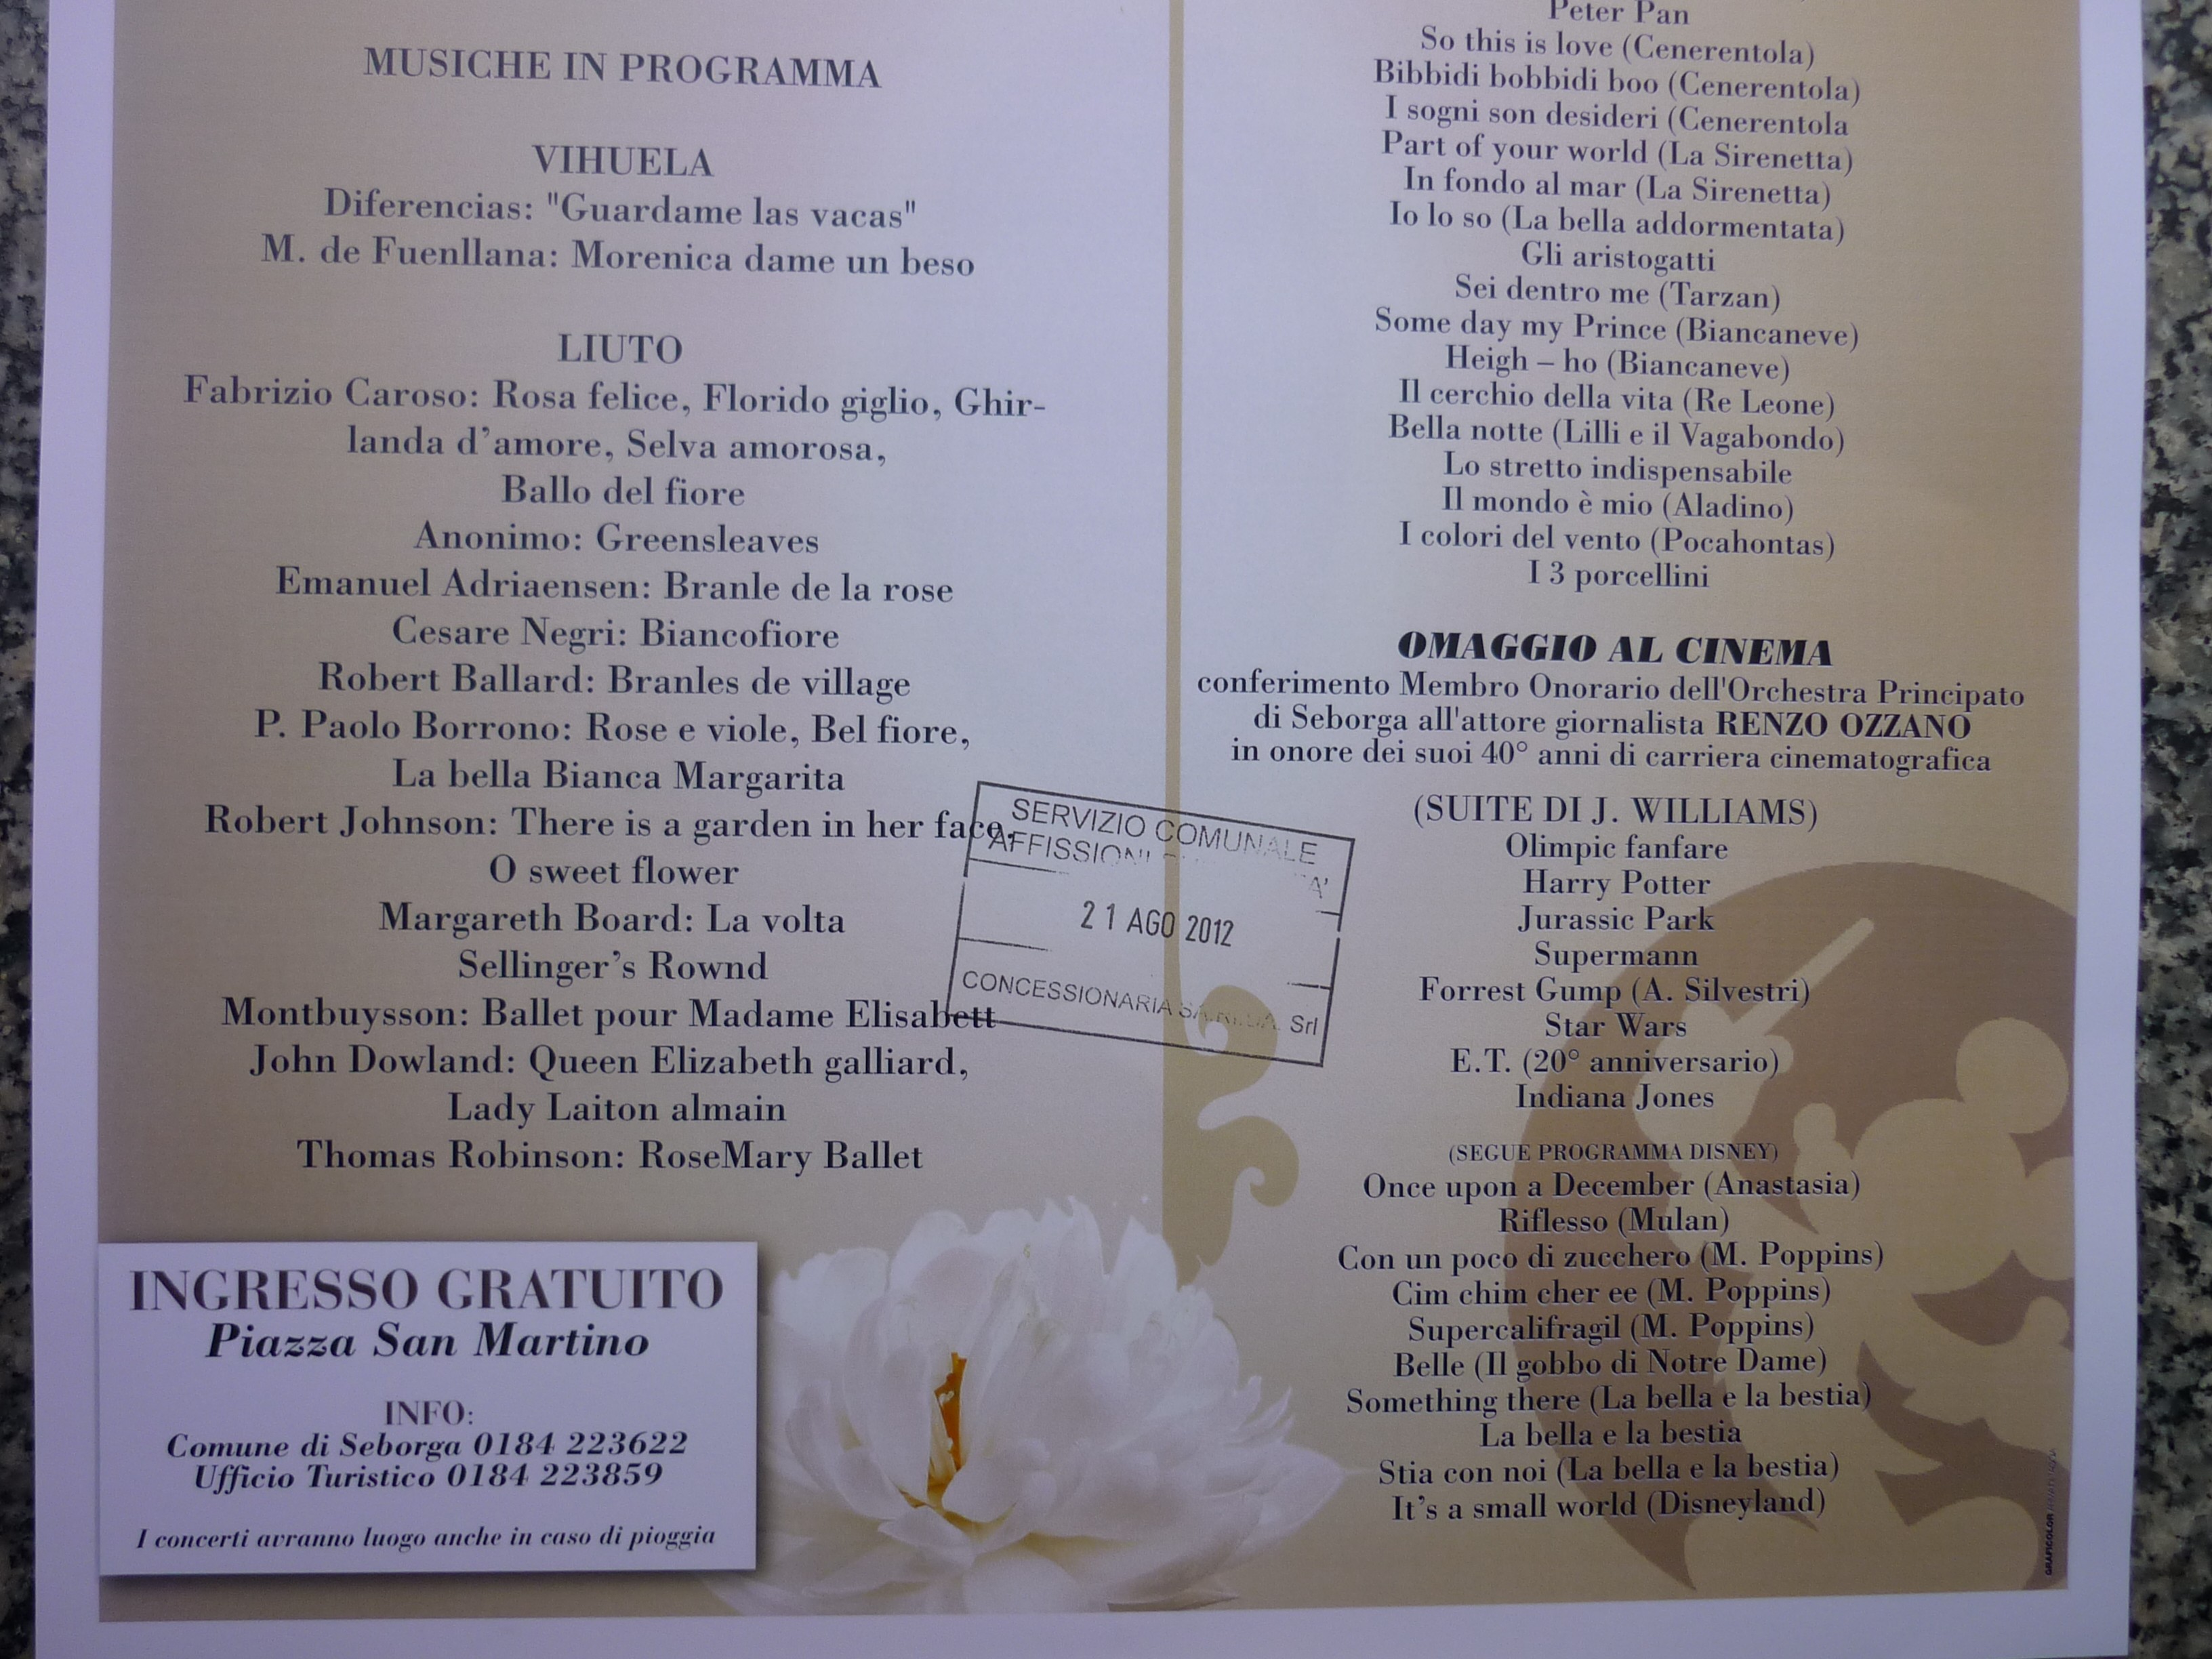 MUSICHE IN PROGRAMMA
VIHUELA
Diferencias: "Guardame las vacas"
M. de Fuenllana: Morenica dame un beso
LIUTO
Fabrizio Caroso: Rosa felice, Florido giglio, Ghir-
landa d’amore, Selva amorosa,
Ballo del fiore
Anonimo: Greensleaves
Emanuel Adriaensen: Branle de la rose
Cesare Negri: Biancofiore
Robert Ballard: Branles de village
P. Paolo Borrono: Rose e viole, Bel fiore,
La bella Bianca Margarita
Robert Johnson: There is a garden in her face,
O sweet flower
Margareth Board: La volta
Sellinger’s Rownd
Montbuysson: Ballet pour Madame Elisabett
John Dowland: Queen Elizabeth galliard,
Lady Laiton almain
Thomas Robinson: RoseMary Ballet
INGRESSO GRATUITO
Piazza San Martino
INFO:
Comune di Seborga 0184 223622
Ufficio Turistico 0184 223859
I concerti avranno luogo anche in caso di pioggia
SERVIZIO COMUNALE
AFFISSIONI
21 AGO 2012
CONCESSIONARIA Srl
Peter Pan
So this is love (Cenerentola)
Bibbidi bobbidi boo (Cenerentola)
I sogni son desideri (Cenerentola
Part of your world (La Sirenetta)
In fondo al mar (La Sirenetta)
Io lo so (La bella addormentata)
Gli aristogatti
Sei dentro me (Tarzan)
Some day my Prince (Biancaneve)
Heigh – ho (Biancaneve)
Il cerchio della vita (Re Leone)
Bella notte (Lilli e il Vagabondo)
Lo stretto indispensabile
Il mondo è mio (Aladino)
I colori del vento (Pocahontas)
I 3 porcellini
OMAGGIO AL CINEMA
conferimento Membro Onorario dell'Orchestra Principato
di Seborga all'attore giornalista RENZO OZZANO
in onore dei suoi 40° anni di carriera cinematografica
(SUITE DI J. WILLIAMS)
Olimpic fanfare
Harry Potter
Jurassic Park
Supermann
Forrest Gump (A. Silvestri)
Star Wars
E.T. (20° anniversario)
Indiana Jones
(SEGUE PROGRAMMA DISNEY)
Once upon a December (Anastasia)
Riflesso (Mulan)
Con un poco di zucchero (M. Poppins)
Cim chim cher ee (M. Poppins)
Supercalifragil (M. Poppins)
Belle (Il gobbo di Notre Dame)
Something there (La bella e la bestia)
La bella e la bestia
Stia con noi (La bella e la bestia)
It’s a small world (Disneyland)
GRAFICOLOR